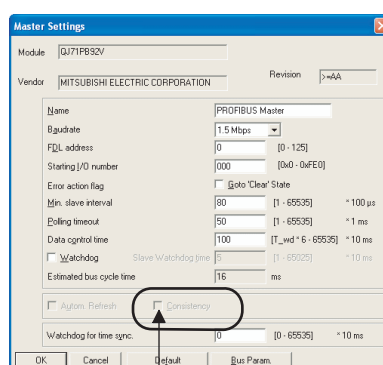 Master Settings
Module QJ71PB92V
Vendor MITSUBISHI ELECTRIC CORPORATION Revision >=AA
Name PROFIBUS Master
Baudrate 1.5 Mbps
FDL address 0 [0 - 125]
Starting I/O number 000 [0x0 - 0xFE0]
Error action flag Goto 'Clear' State
Min. slave interval 80 [1 - 65535] * 100 µs
Polling timeout 50 [1 - 65535] * 1 ms
Data control time 100 [T_wd * 6 - 65535] * 10 ms
Watchdog Slave Watchdog time 5 [1 - 65025] * 10 ms
Estimated bus cycle time 16 ms
Autom. Refresh Consistency
Watchdog for time sync. 0 [0 - 65535] * 10 ms
OK Cancel Default Bus Param.